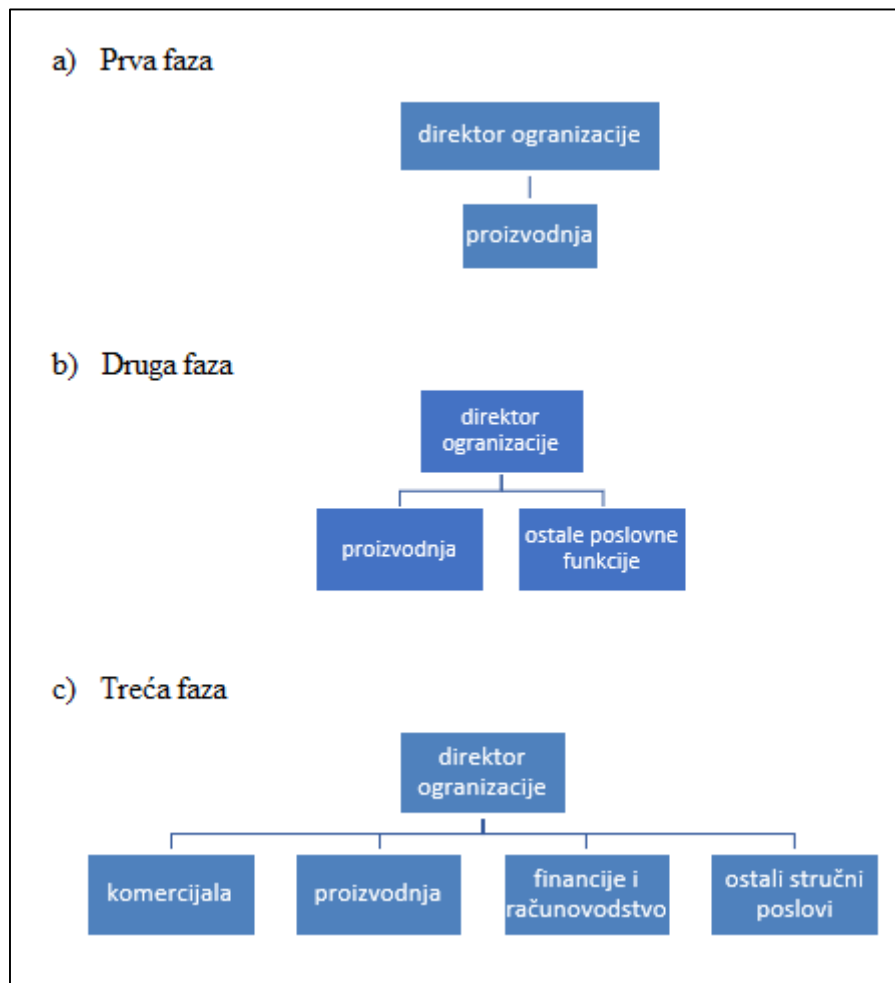 a) Prva faza
direktor ogranizacije
proizvodnja
b) Druga faza
direktor
ogranizacije
proizvodnja
ostale poslovne
funkcije
c) Treća faza
direktor
ogranizacije
komercijala
proizvodnja
financije i
računovodstvo
ostali stručni
poslovi